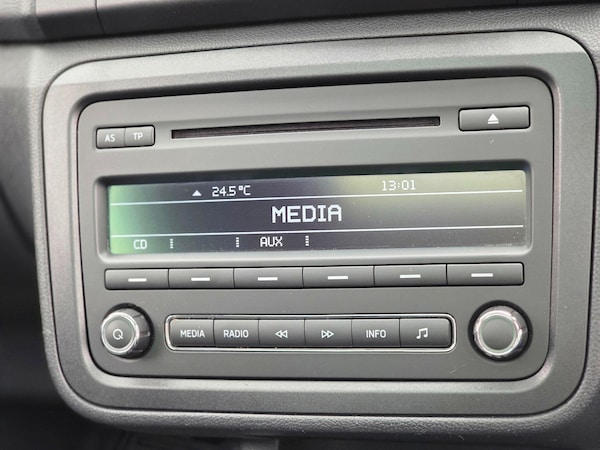 AS TP
24.5°C 13:01
MEDIA
CD AUX
MEDIA RADIO INFO